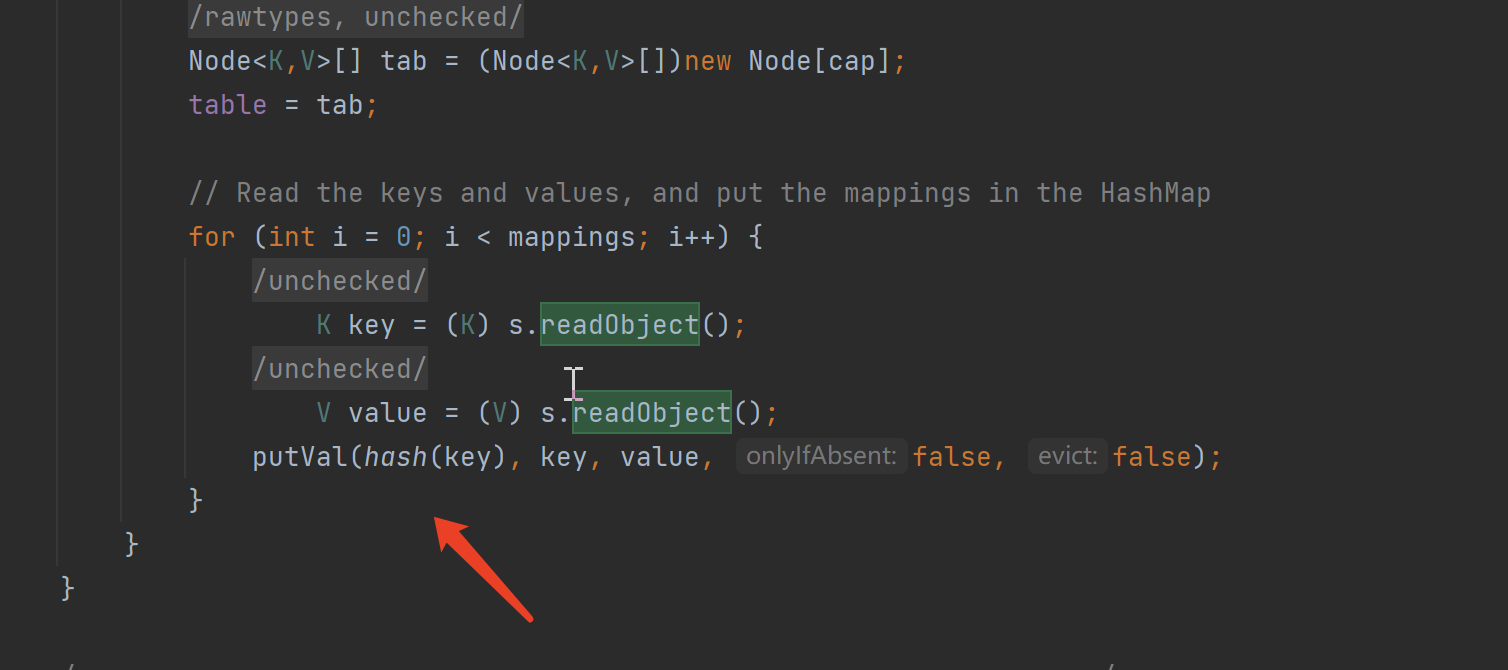 /rawtypes, unchecked/
Node<K,V>[] tab = (Node<K,V>[])new Node[cap];
table = tab;
// Read the keys and values, and put the mappings in the HashMap
for (int i = 0; i < mappings; i++) {
/unchecked/
K key = (K) s.readObject();
/unchecked/
V value = (V) s.readObject();
putVal(hash(key), key, value, onlyIfAbsent: false, evict: false);
}
}
}